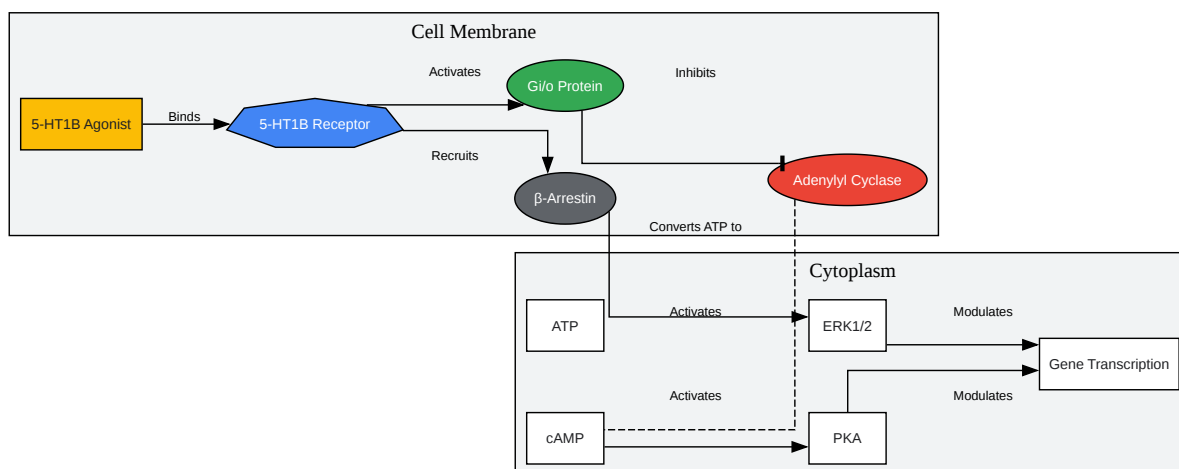 Cell Membrane
Activates
Gi/o Protein
Inhibits
5-HT1B Agonist
Binds
5-HT1B Receptor
Recruits
β-Arrestin
Adenylyl Cyclase
Converts ATP to
Cytoplasm
ATP
Activates
ERK1/2
Modulates
Gene Transcription
Activates
Modulates
cAMP
PKA